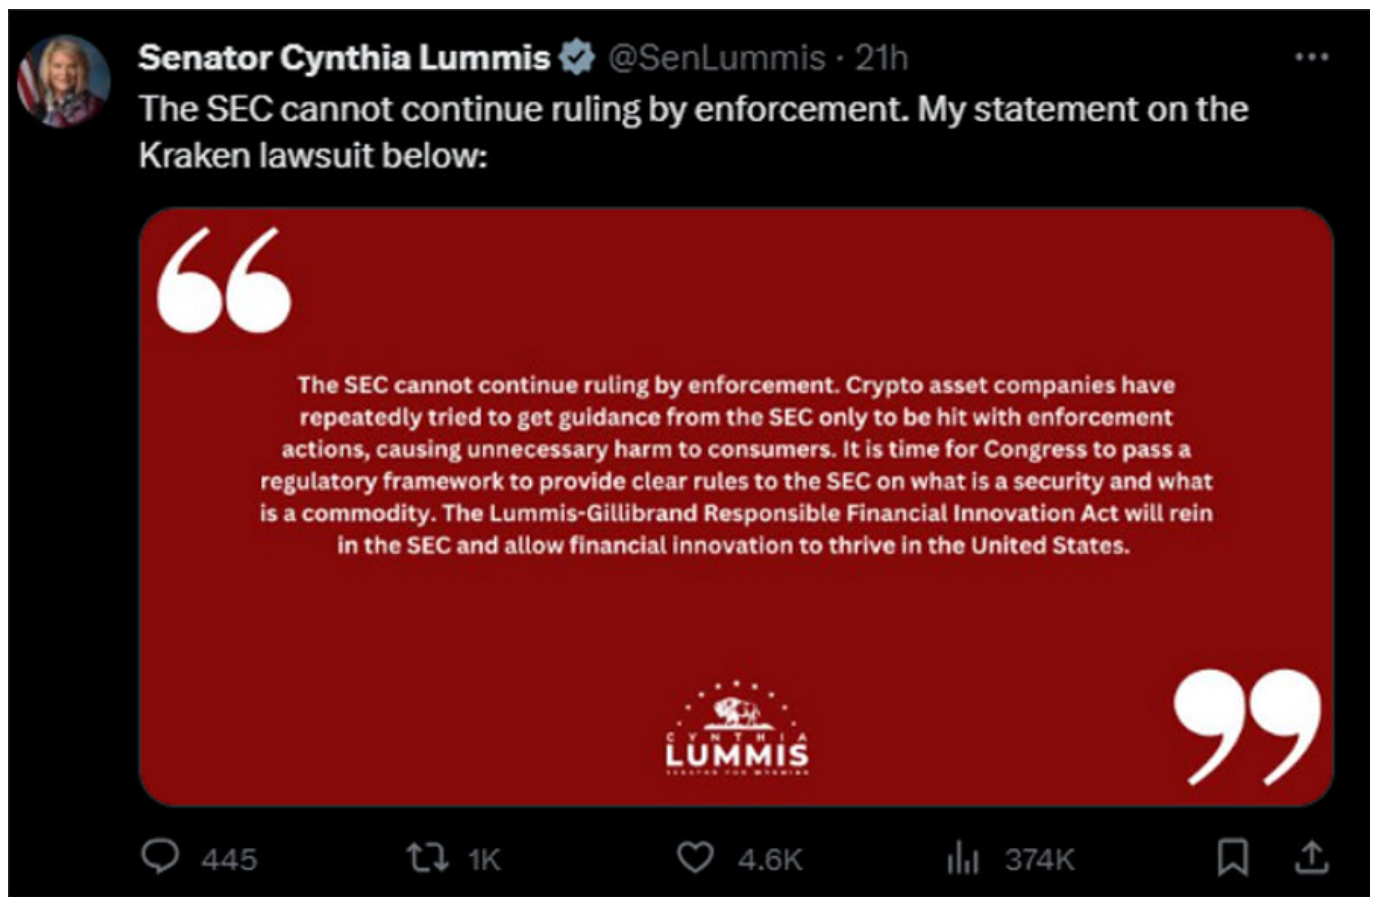 Senator Cynthia Lummis @SenLummis · 21h
The SEC cannot continue ruling by enforcement. My statement on the
Kraken lawsuit below:
The SEC cannot continue ruling by enforcement. Crypto asset companies have
repeatedly tried to get guidance from the SEC only to be hit with enforcement
actions, causing unnecessary harm to consumers. It is time for Congress to pass a
regulatory framework to provide clear rules to the SEC on what is a security and what
is a commodity. The Lummis-Gillibrand Responsible Financial Innovation Act will rein
in the SEC and allow financial innovation to thrive in the United States.
CYNTHIA
LUMMIS
SENATOR FOR WYOMING
445 1K 4.6K 374K